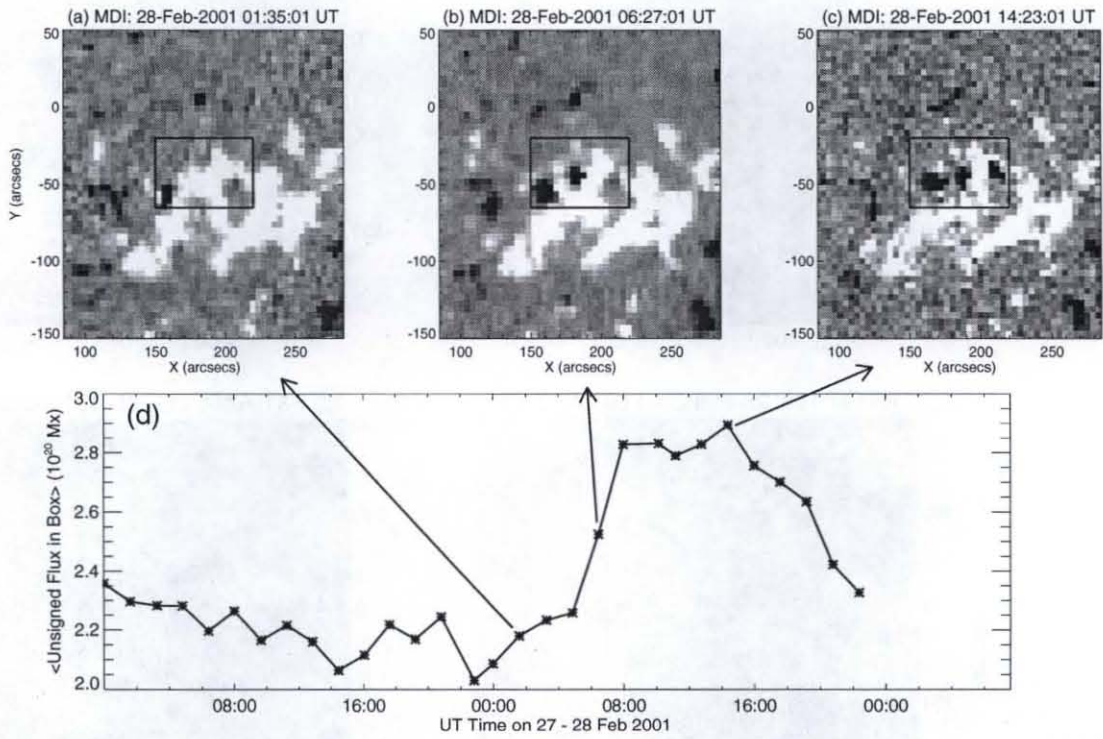 (a) MDI: 28-Feb-2001 01:35:01 UT
(b) MDI: 28-Feb-2001 06:27:01 UT
(c) MDI: 28-Feb-2001 14:23:01 UT
50
0
-50
-100
-150
Y (arcsecs)
100 150 200 250
X (arcsecs)
50
0
-50
-100
-150
100 150 200 250
X (arcsecs)
50
0
-50
-100
-150
100 150 200 250
X (arcsecs)
(d)
3.0
2.8
2.6
2.4
2.2
2.0
<Unsigned Flux in Box> (10²⁰ Mx)
08:00 16:00 00:00 08:00 16:00 00:00
UT Time on 27 - 28 Feb 2001